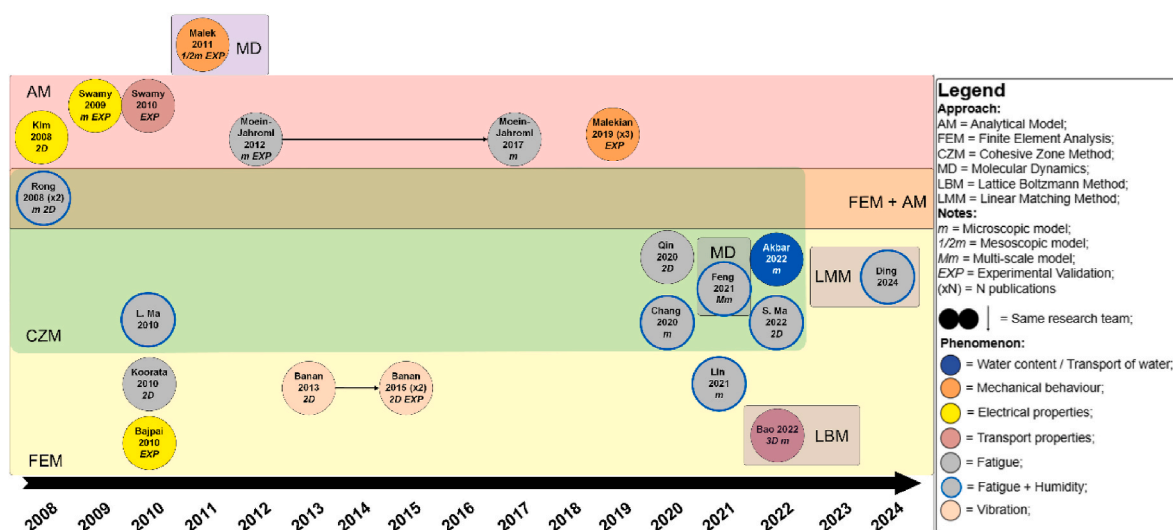 Malek
2011
1/2m EXP
MD
AM
Swamy
2009
m EXP
Swamy
2010
EXP
Kim
2008
2D
Moein-
Jahromi
2012
m EXP
Moein-
Jahromi
2017
m
Malekian
2019 (x3)
EXP
Rong
2008 (x2)
m 2D
FEM + AM
Qin
2020
2D
MD
Feng
2021
Mm
Akbar
2022
m
LMM
Ding
2024
L. Ma
2010
Chang
2020
m
S. Ma
2022
2D
CZM
Koorata
2010
2D
Banan
2013
2D
Banan
2015 (x2)
2D EXP
Lin
2021
m
Bajpai
2010
EXP
Bao 2022
3D m
LBM
FEM
2008 2009 2010 2011 2012 2013 2014 2015 2016 2017 2018 2019 2020 2021 2022 2023 2024
Legend
Approach:
AM = Analytical Model;
FEM = Finite Element Analysis;
CZM = Cohesive Zone Method;
MD = Molecular Dynamics;
LBM = Lattice Boltzmann Method;
LMM = Linear Matching Method;
Notes:
m = Microscopic model;
1/2m = Mesoscopic model;
Mm = Multi-scale model;
EXP = Experimental Validation;
(xN) = N publications
= Same research team;
Phenomenon:
= Water content / Transport of water;
= Mechanical behaviour;
= Electrical properties;
= Transport properties;
= Fatigue;
= Fatigue + Humidity;
= Vibration;